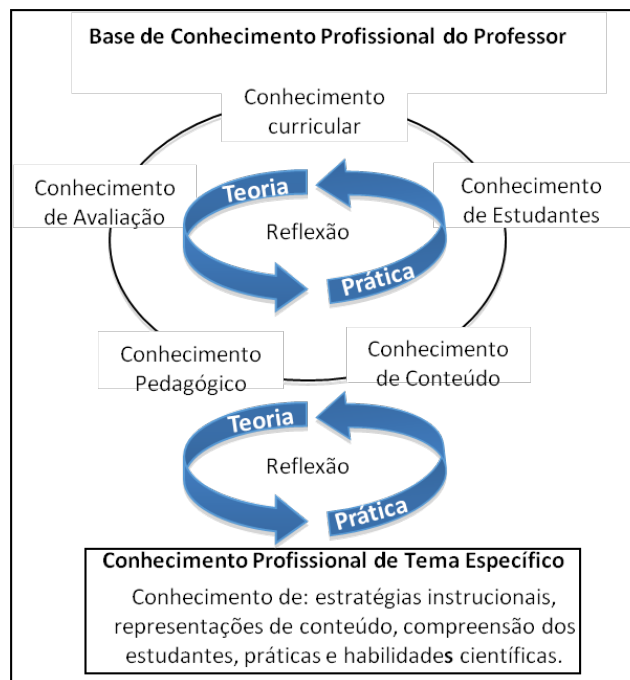 Base de Conhecimento Profissional do Professor
Conhecimento
curricular
Conhecimento
de Avaliação
Teoria
Reflexão
Prática
Conhecimento
de Estudantes
Conhecimento
Pedagógico
Conhecimento
de Conteúdo
Teoria
Reflexão
Prática
Conhecimento Profissional de Tema Específico
Conhecimento de: estratégias instrucionais,
representações de conteúdo, compreensão dos
estudantes, práticas e habilidades científicas.